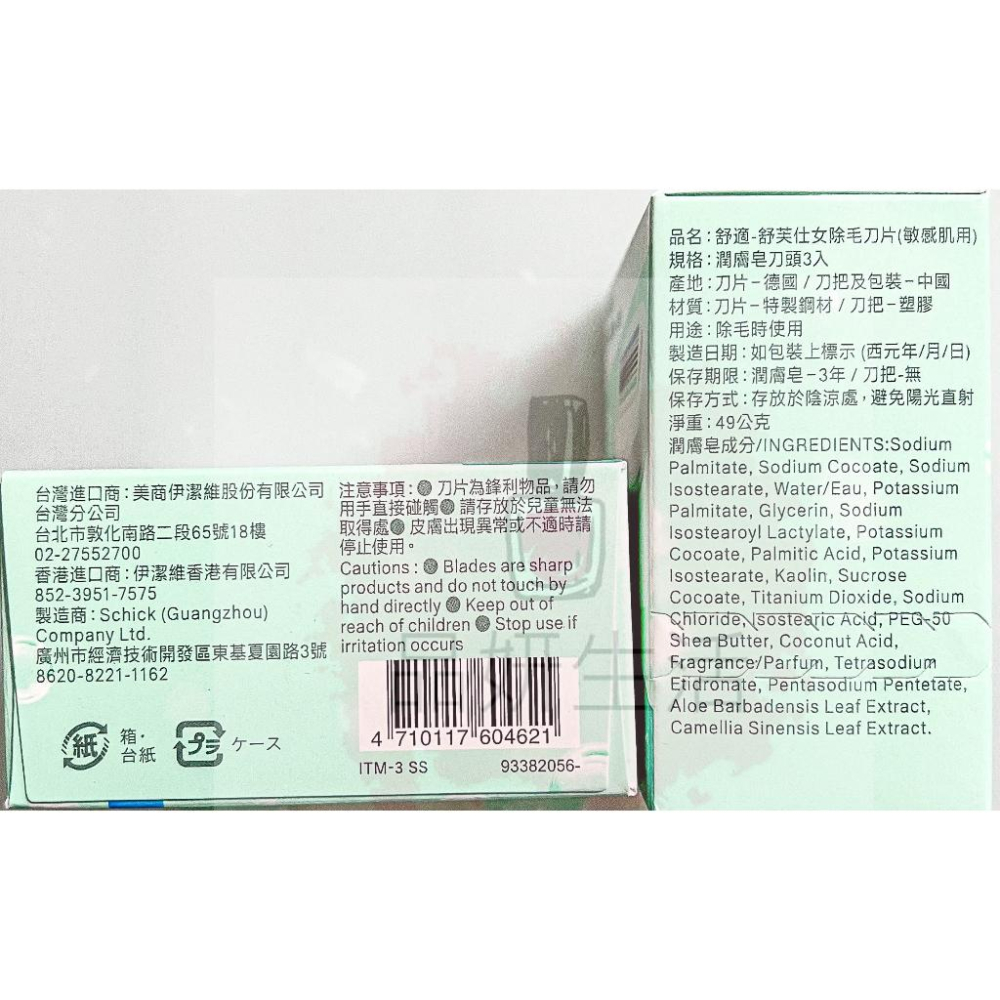 品名：舒適-舒芙仕女除毛刀片(敏感肌用)
規格：潤膚皂刀頭3入
產地：刀片－德國 / 刀把及包裝－中國
材質：刀片－特製鋼材 / 刀把－塑膠
用途：除毛時使用
製造日期：如包裝上標示 (西元年/月/日)
保存期限：潤膚皂－3年 / 刀把-無
保存方式：存放於陰涼處，避免陽光直射
淨重：49公克
潤膚皂成分/INGREDIENTS:Sodium
Palmitate, Sodium Cocoate, Sodium
Isostearate, Water/Eau, Potassium
Palmitate, Glycerin, Sodium
Isostearoyl Lactylate, Potassium
Cocoate, Palmitic Acid, Potassium
Isostearate, Kaolin, Sucrose
Cocoate, Titanium Dioxide, Sodium
Chloride, Isostearic Acid, PEG-50
Shea Butter, Coconut Acid,
Fragrance/Parfum, Tetrasodium
Etidronate, Pentasodium Pentetate,
Aloe Barbadensis Leaf Extract,
Camellia Sinensis Leaf Extract.
台灣進口商：美商伊潔維股份有限公司
台灣分公司
台北市敦化南路二段65號18樓
02-27552700
香港進口商：伊潔維香港有限公司
852-3951-7575
製造商：Schick (Guangzhou)
Company Ltd.
廣州市經濟技術開發區東基夏園路3號
8620-8221-1162
紙 箱・
台紙
プラ ケース
注意事項：刀片為鋒利物品，請勿
用手直接碰觸 請存放於兒童無法
取得處 皮膚出現異常或不適時請
停止使用。
Cautions : Blades are sharp
products and do not touch by
hand directly Keep out of
reach of children Stop use if
irritation occurs
4 710117 604621
ITM-3 SS 93382056-
品妍生活